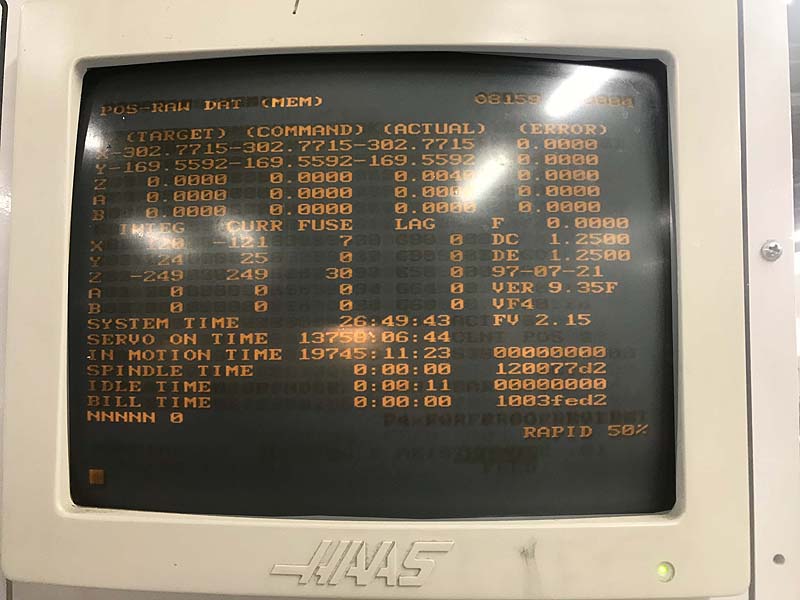 POS-RAW DAT (MEM)
(TARGET) (COMMAND) (ACTUAL) (ERROR)
X-302.7715-302.7715-302.7715 0.0000
Y-169.5592-169.5592-169.5592 0.0000
Z 0.0000 0.0000 0.0000
A 0.0000 0.0000 0.0000 0.0000
B 0.0000 0.0000 0.0000 0.0000
INTEG CURR FUSE LAG F 0.0000
X -121 7 0 DC 1.2500
Y 24 25 0 0 DE 1.2500
Z -249 249 30 0 97-07-21
A 0 0 0 0 VER 9.35F
B 0 0 0 0 VF4
SYSTEM TIME 26:49:43 FV 2.15
SERVO ON TIME :06:44
IN MOTION TIME 19745:11:23 00000000
SPINDLE TIME 0:00:00 120077d2
IDLE TIME 0:00:11 00000000
BILL TIME 0:00:00 1003fed2
NNNNN 0
RAPID 50%
HAAS